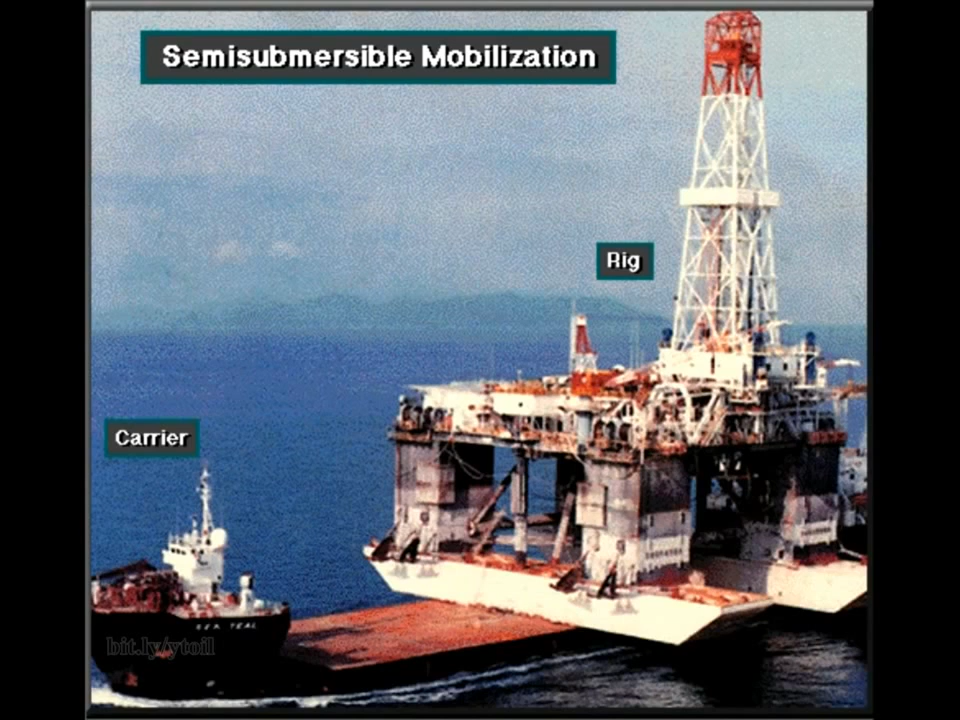 Semisubmersible Mobilization
Rig
Carrier
SEA TEAL
bit.ly/ytoil